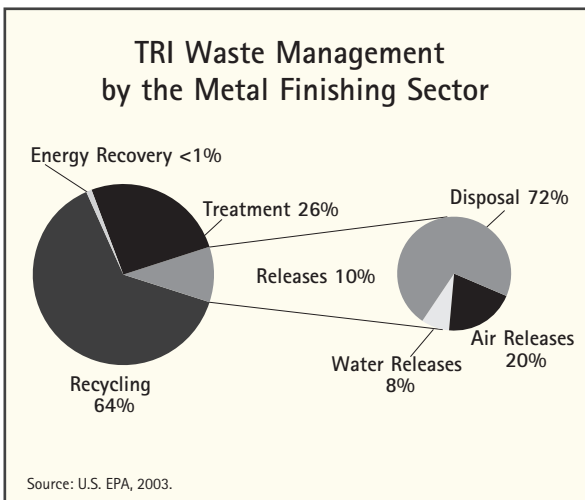 TRI Waste Management
by the Metal Finishing Sector
Energy Recovery <1%
Treatment 26%
Releases 10%
Recycling
64%
Disposal 72%
Air Releases
20%
Water Releases
8%
Source: U.S. EPA, 2003.